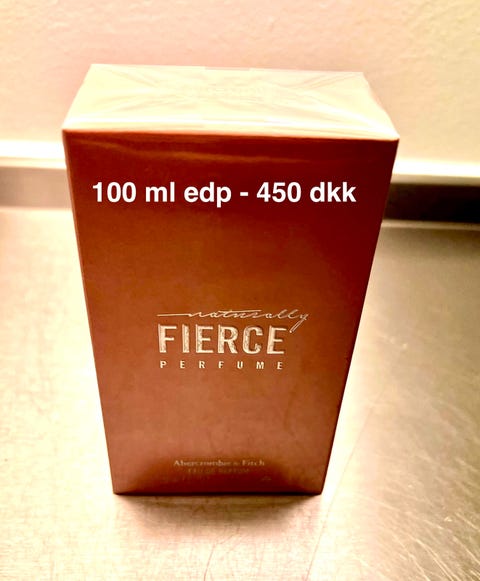 100 ml edp - 450 dkk
naturally
FIERCE
PERFUME
Abercrombie & Fitch
EAU DE PARFUM